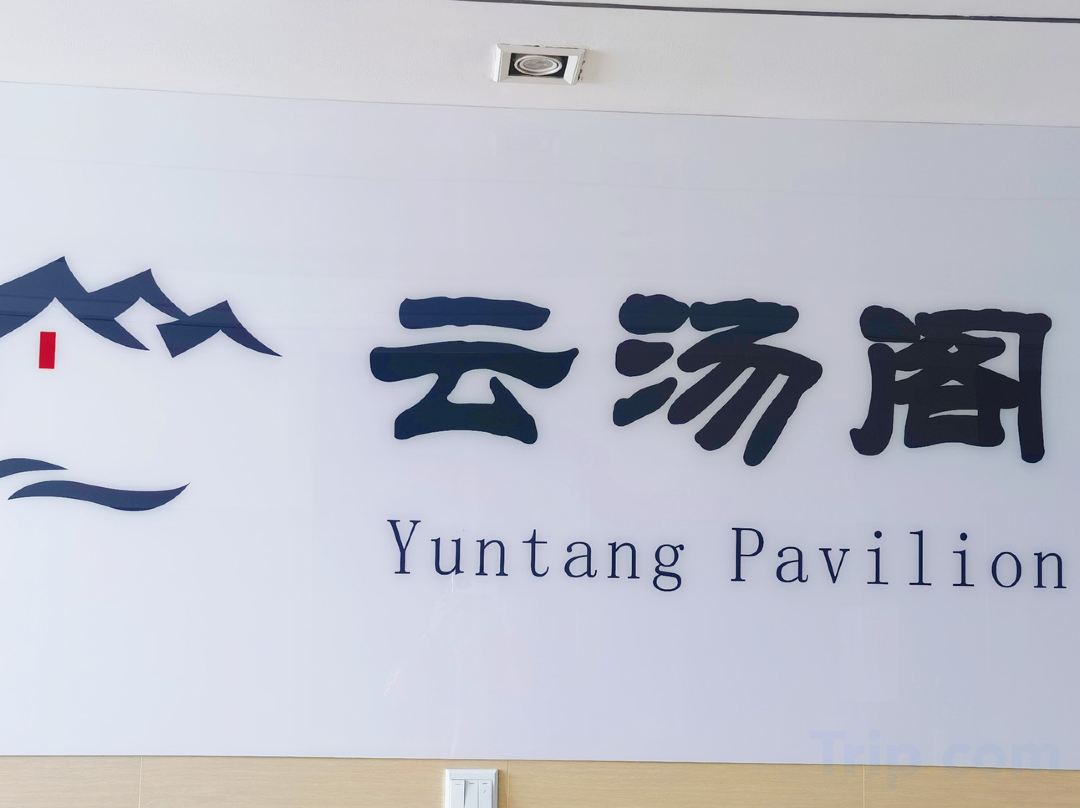 云汤阁
Yuntang Pavilion
Trip.com